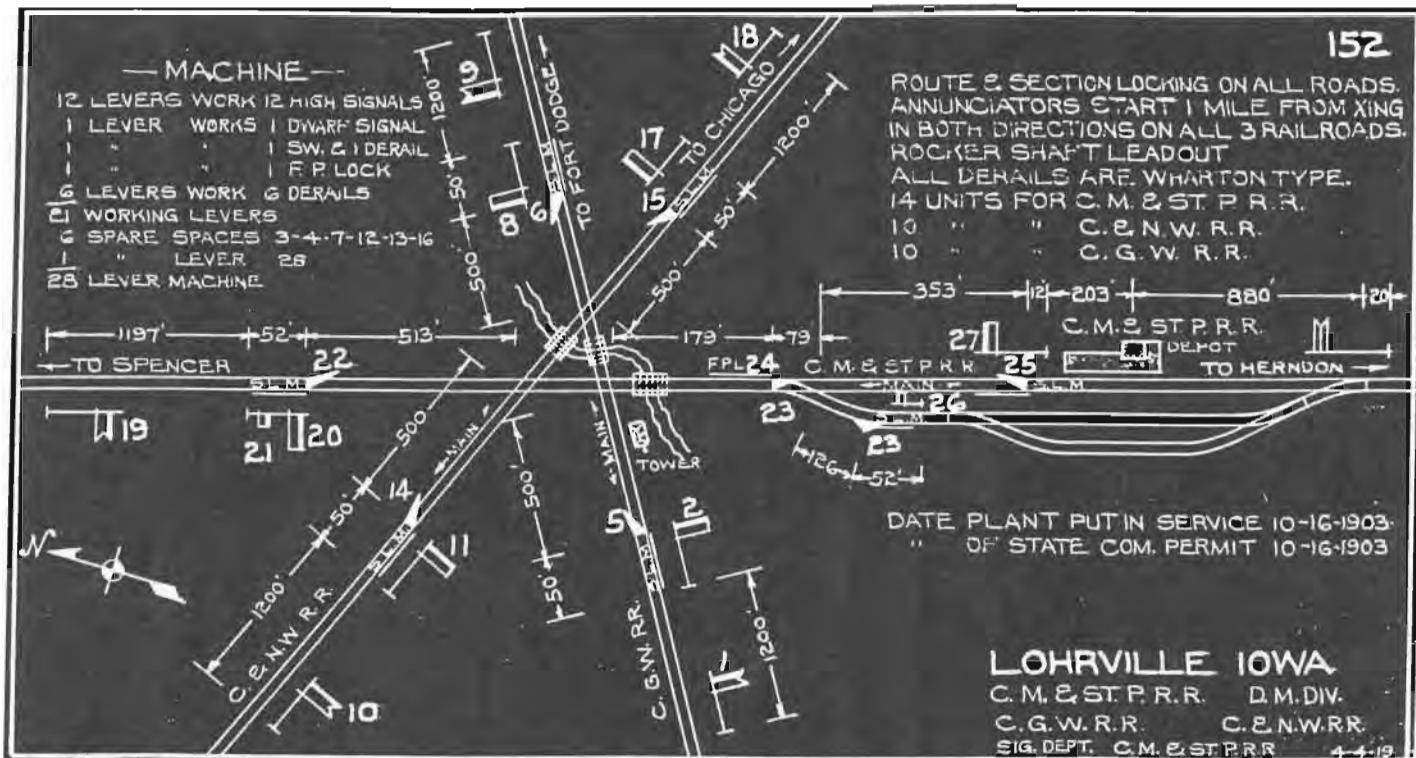 152
— MACHINE —
12 LEVERS WORK 12 HIGH SIGNALS
1 LEVER WORKS 1 DWARF SIGNAL
1 " " 1 SW. & 1 DERAIL
1 " " 1 F. P. LOCK
6 LEVERS WORK 6 DERAILS
21 WORKING LEVERS
6 SPARE SPACES 3-4-7-12-13-16
1 " LEVER 28
28 LEVER MACHINE
ROUTE & SECTION LOCKING ON ALL ROADS.
ANNUNCIATORS START 1 MILE FROM XING
IN BOTH DIRECTIONS ON ALL 3 RAILROADS.
ROCKER SHAFT LEADOUT
ALL DERAILS ARE WHARTON TYPE.
14 UNITS FOR C. M. & ST. P R. R.
10 " " C. & N. W. R. R.
10 " " C. G. W. R. R.
1200'
50'
500'
9
8
6
S.L.M.
TO FORT DODGE
18
17
15
S.L.M.
TO CHICAGO
1200'
50'
500'
1197' 52' 513'
179' 79'
353' 12' 203' 880' 20'
TO SPENCER
22
S.L.M.
19
21
20
FPL 24
C. M. & ST P R R
27
25
S.L.M.
C. M. & ST. P. R. R.
DEPOT
TO HERNDON
MAIN
26
23
S.L.M.
23
126
52'
TOWER
MAIN
MAIN
500'
50'
1200'
14
S.L.M.
11
10
C. & N.W. R. R.
500'
50'
5
S.L.M.
2
1
1200'
C. G. W. RR.
N
DATE PLANT PUT IN SERVICE 10-16-1903.
" OF STATE COM. PERMIT 10-16-1903
LOHRVILLE IOWA
C. M. & ST. P. R. R. D. M. DIV.
C. G. W. R. R. C. & N. W. RR.
SIG. DEPT. C. M. & ST. P. R. R 4-4-19